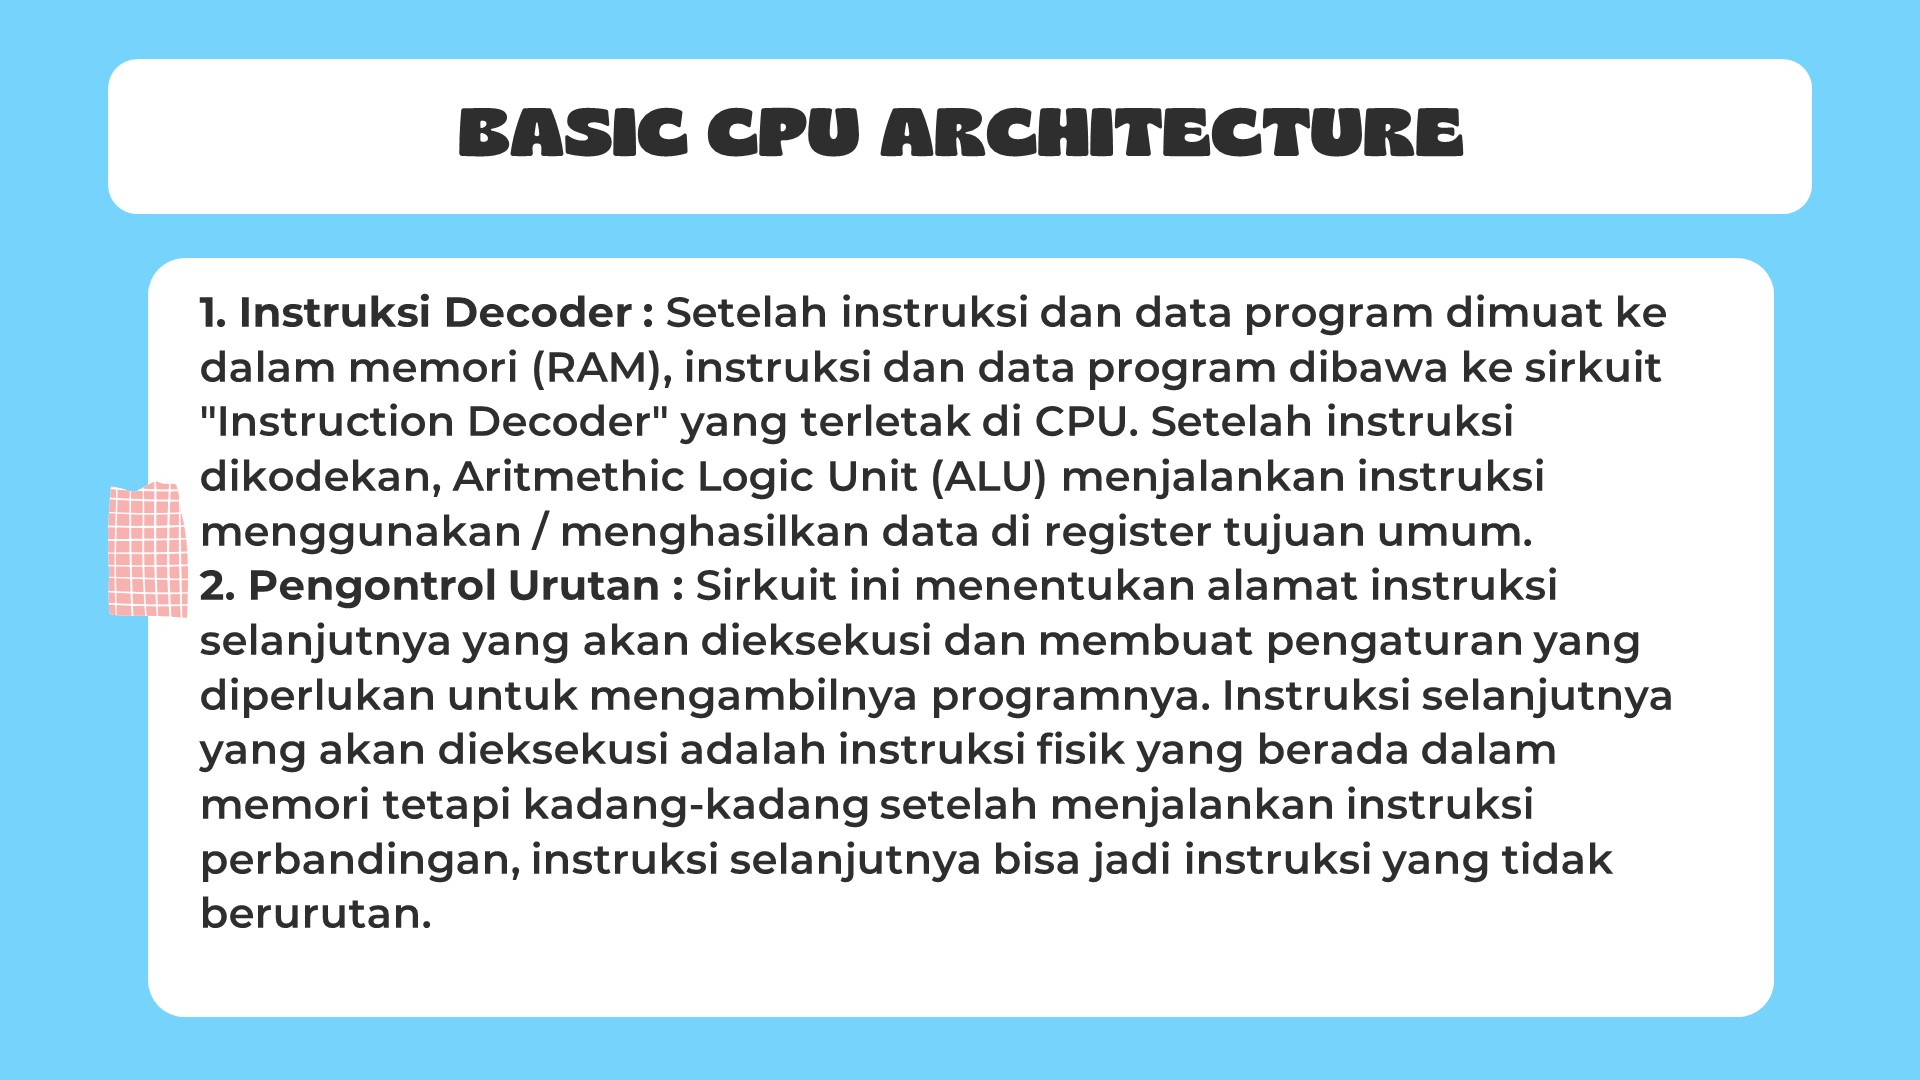 BASIC CPU ARCHITECTURE
1. Instruksi Decoder : Setelah instruksi dan data program dimuat ke
dalam memori (RAM), instruksi dan data program dibawa ke sirkuit
"Instruction Decoder" yang terletak di CPU. Setelah instruksi
dikodekan, Aritmethic Logic Unit (ALU) menjalankan instruksi
menggunakan / menghasilkan data di register tujuan umum.
2. Pengontrol Urutan : Sirkuit ini menentukan alamat instruksi
selanjutnya yang akan dieksekusi dan membuat pengaturan yang
diperlukan untuk mengambilnya programnya. Instruksi selanjutnya
yang akan dieksekusi adalah instruksi fisik yang berada dalam
memori tetapi kadang-kadang setelah menjalankan instruksi
perbandingan, instruksi selanjutnya bisa jadi instruksi yang tidak
berurutan.